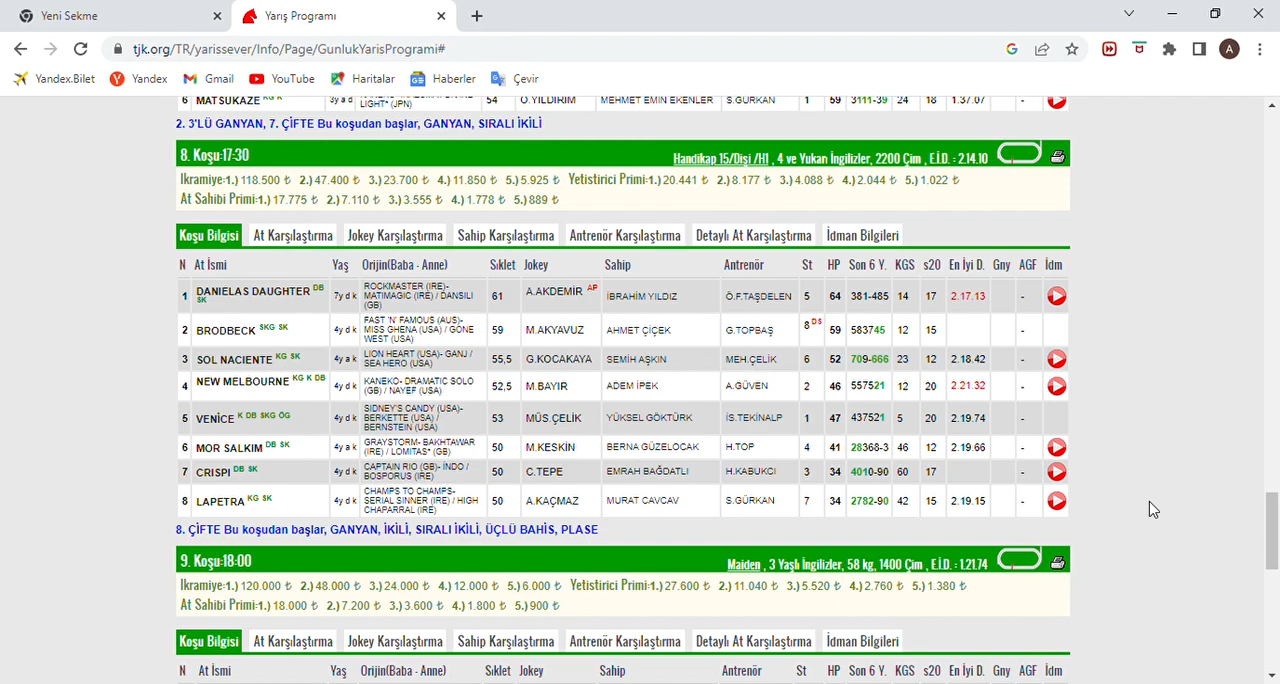 Yeni Sekme
Yarış Programı
tjk.org/TR/yarissever/Info/Page/GunlukYarisProgrami#
A
Yandex.Bilet Yandex Gmail YouTube Haritalar Haberler Çevir
6 MATSUKAZE KG K 3y a d LIGHT* (JPN) 54 O.YILDIRIM MEHMET EMİN EKENLER S.GÜRKAN 1 59 3111-39 24 18 1.37.07 -
2. 3'LÜ GANYAN, 7. ÇİFTE Bu koşudan başlar, GANYAN, SIRALI İKİLİ
8. Koşu:17:30 Handikap 15/Dişi /H1 , 4 ve Yukarı İngilizler, 2200 Çim , E.İ.D. : 2.14.10
İkramiye:1.) 118.500 ₺ 2.) 47.400 ₺ 3.) 23.700 ₺ 4.) 11.850 ₺ 5.) 5.925 ₺ Yetistirici Primi:1.) 20.441 ₺ 2.) 8.177 ₺ 3.) 4.088 ₺ 4.) 2.044 ₺ 5.) 1.022 ₺
At Sahibi Primi:1.) 17.775 ₺ 2.) 7.110 ₺ 3.) 3.555 ₺ 4.) 1.778 ₺ 5.) 889 ₺
Koşu Bilgisi At Karşılaştırma Jokey Karşılaştırma Sahip Karşılaştırma Antrenör Karşılaştırma Detaylı At Karşılaştırma İdman Bilgileri
N At İsmi Yaş Orijin(Baba - Anne) Sıklet Jokey Sahip Antrenör St HP Son 6 Y. KGS s20 En İyi D. Gny AGF İdm
1 DANIELAS DAUGHTER DB SK 7y d k ROCKMASTER (IRE)- MATIMAGIC (IRE) / DANSILI (GB) 61 A.AKDEMİR AP İBRAHİM YILDIZ Ö.F.TAŞDELEN 5 64 381-485 14 17 2.17.13 -
2 BRODBECK SKG SK 4y d k FAST 'N' FAMOUS (AUS)- MISS GHENA (USA) / GONE WEST (USA) 59 M.AKYAVUZ AHMET ÇİÇEK G.TOPBAŞ 8 DS 59 583745 12 15 -
3 SOL NACIENTE KG SK 4y a k LION HEART (USA)- GANJ / SEA HERO (USA) 55,5 G.KOCAKAYA SEMİH AŞKIN MEH.ÇELİK 6 52 709-666 23 12 2.18.42 -
4 NEW MELBOURNE KG K DB 4y d k KANEKO- DRAMATIC SOLO (GB) / NAYEF (USA) 52,5 M.BAYIR ADEM İPEK A.GÜVEN 2 46 557521 12 20 2.21.32 -
5 VENİCE K DB SKG ÖG 4y d k SIDNEY'S CANDY (USA)- BERKETTE (USA) / BERNSTEIN (USA) 53 MÜS.ÇELİK YÜKSEL GÖKTÜRK İS.TEKİNALP 1 47 437521 5 20 2.19.74 -
6 MOR SALKIM DB SK 4y a k GRAYSTORM- BAKHTAWAR (IRE) / LOMITAS* (GB) 50 M.KESKİN BERNA GÜZELOCAK H.TOP 4 41 28368-3 46 12 2.19.66 -
7 CRISPI DB SK 4y d k CAPTAIN RIO (GB)- İNDO / BOSPORUS (IRE) 50 C.TEPE EMRAH BAĞDATLI H.KABUKCI 3 34 4010-90 60 17 -
8 LAPETRA KG SK 4y d k CHAMPS TO CHAMPS- SERIAL SINNER (IRE) / HIGH CHAPARRAL (IRE) 50 A.KAÇMAZ MURAT CAVCAV S.GÜRKAN 7 34 2782-90 42 15 2.19.15 -
8. ÇİFTE Bu koşudan başlar, GANYAN, İKİLİ, SIRALI İKİLİ, ÜÇLÜ BAHİS, PLASE
9. Koşu:18:00 Maiden , 3 Yaşlı İngilizler, 58 kg, 1400 Çim , E.İ.D. : 1.21.74
İkramiye:1.) 120.000 ₺ 2.) 48.000 ₺ 3.) 24.000 ₺ 4.) 12.000 ₺ 5.) 6.000 ₺ Yetistirici Primi:1.) 27.600 ₺ 2.) 11.040 ₺ 3.) 5.520 ₺ 4.) 2.760 ₺ 5.) 1.380 ₺
At Sahibi Primi:1.) 18.000 ₺ 2.) 7.200 ₺ 3.) 3.600 ₺ 4.) 1.800 ₺ 5.) 900 ₺
Koşu Bilgisi At Karşılaştırma Jokey Karşılaştırma Sahip Karşılaştırma Antrenör Karşılaştırma Detaylı At Karşılaştırma İdman Bilgileri
N At İsmi Yaş Orijin(Baba - Anne) Sıklet Jokey Sahip Antrenör St HP Son 6 Y. KGS s20 En İyi D. Gny AGF İdm